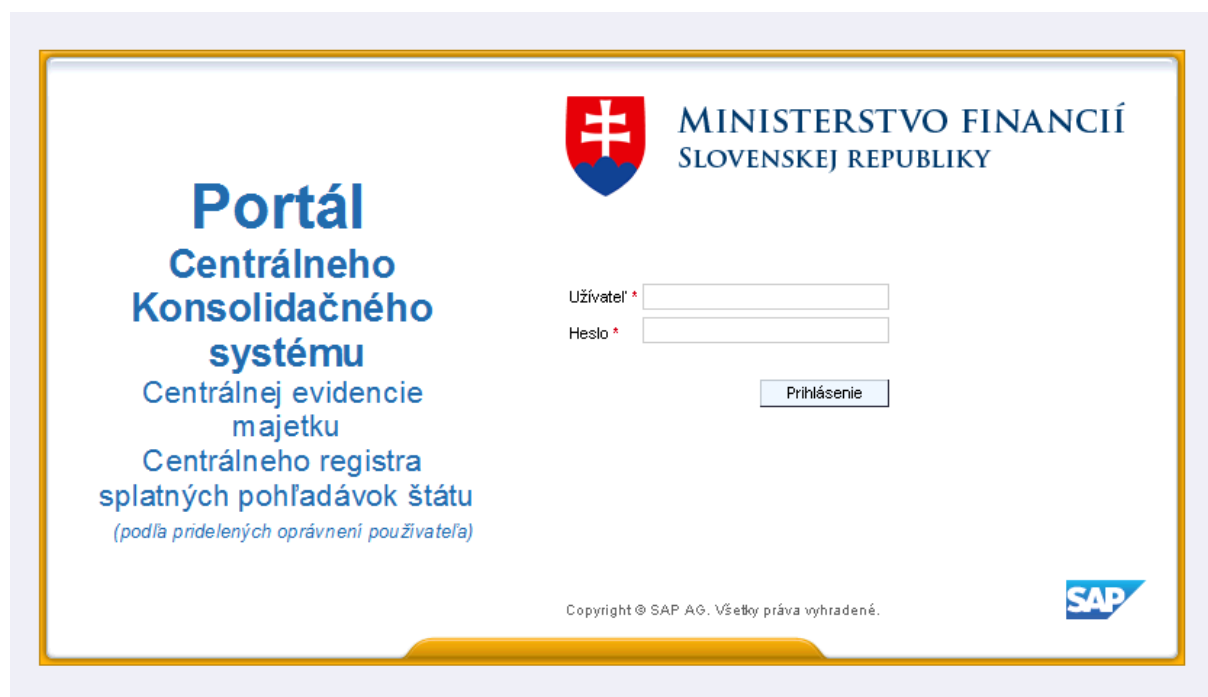 Portál
Centrálneho
Konsolidačného
systému
Centrálnej evidencie
majetku
Centrálneho registra
splatných pohľadávok štátu
(podľa pridelených oprávnení používateľa)
MINISTERSTVO FINANCIÍ
SLOVENSKEJ REPUBLIKY
Užívateľ *
Heslo *
Prihlásenie
Copyright © SAP AG. Všetky práva vyhradené.
SAP